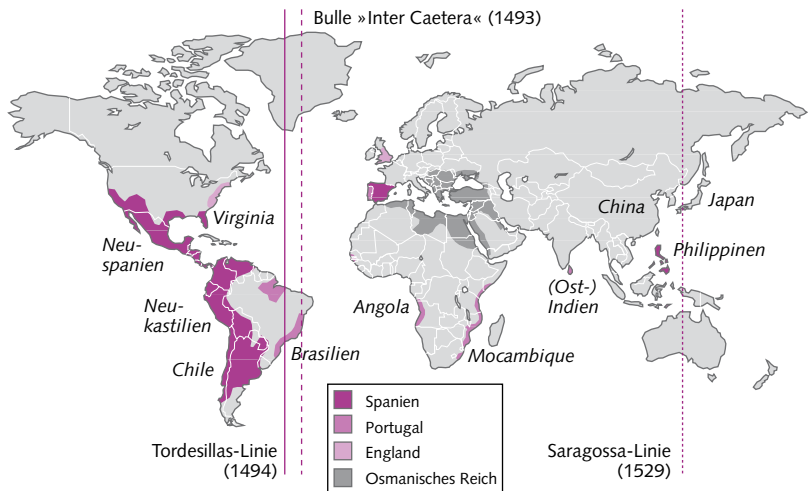 Bulle »Inter Caetera« (1493)
Virginia
Neu-
spanien
Neu-
kastilien
Chile
Brasilien
Angola
Mocambique
China
Japan
Philippinen
(Ost-)
Indien
Tordesillas-Linie
(1494)
Spanien
Portugal
England
Osmanisches Reich
Saragossa-Linie
(1529)